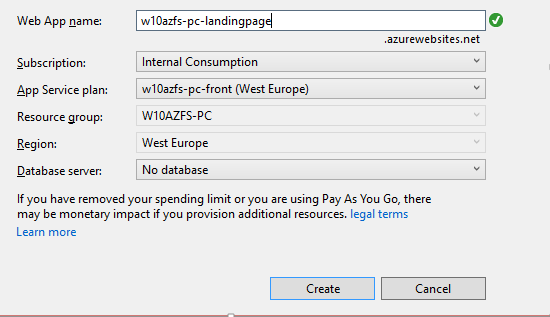 Web App name: w10azfs-pc-landingpage
.azurewebsites.net
Subscription: Internal Consumption
App Service plan: w10azfs-pc-front (West Europe)
Resource group: W10AZFS-PC
Region: West Europe
Database server: No database
If you have removed your spending limit or you are using Pay As You Go, there
may be monetary impact if you provision additional resources. legal terms
Learn more
Create Cancel